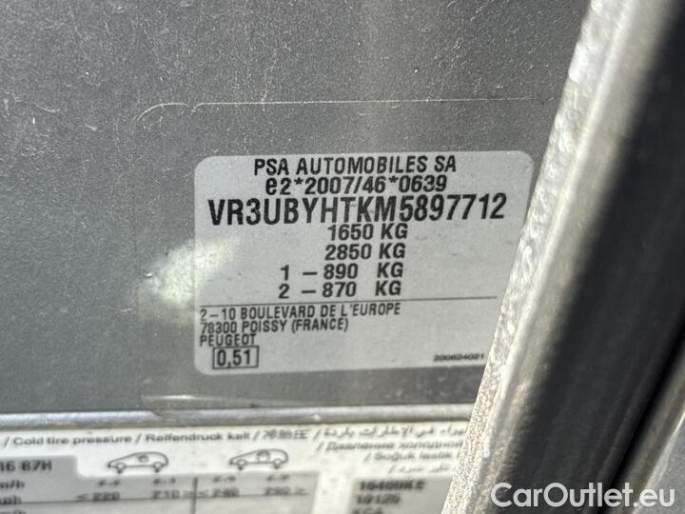 PSA AUTOMOBILES SA
e2*2007/46*0639
VR3UBYHTKM5897712
1650 KG
2850 KG
1 – 890 KG
2 – 870 KG
2–10 BOULEVARD DE L'EUROPE
78300 POISSY (FRANCE)
PEUGEOT
0,51
200624021
/ Cold tire pressure / Reifendruck kalt /
CarOutlet.eu